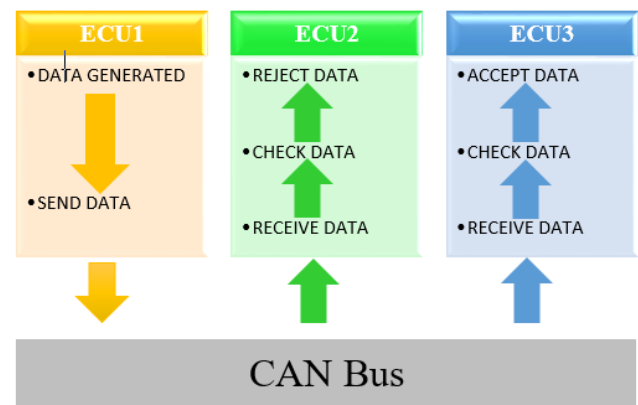 ECU1
• DATA GENERATED
• SEND DATA
ECU2
• REJECT DATA
• CHECK DATA
• RECEIVE DATA
ECU3
• ACCEPT DATA
• CHECK DATA
• RECEIVE DATA
CAN Bus